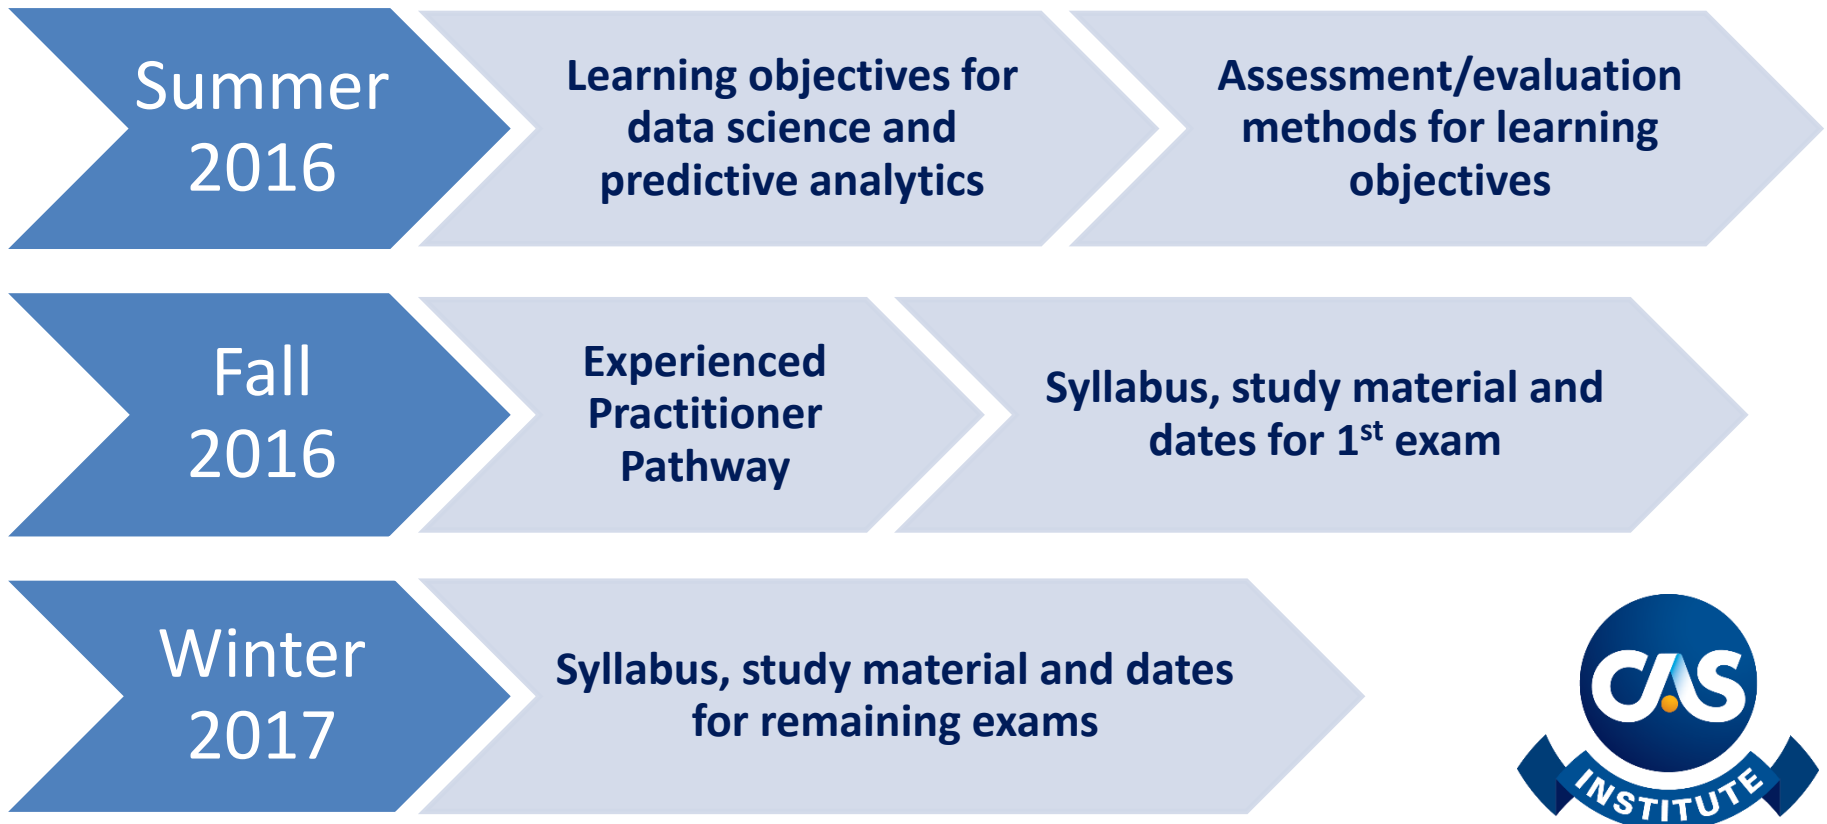 Summer
2016
Learning objectives for
data science and
predictive analytics
Assessment/evaluation
methods for learning
objectives
Fall
2016
Experienced
Practitioner
Pathway
Syllabus, study material and
dates for 1st exam
Winter
2017
Syllabus, study material and dates
for remaining exams
CAS
INSTITUTE